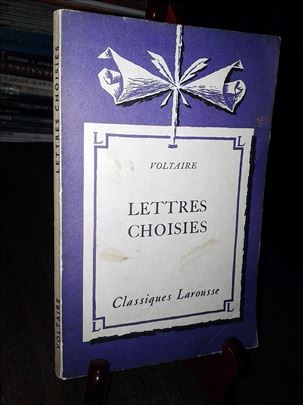 L L
VOLTAIRE
LETTRES
CHOISIES
Classiques Larousse
L L
LETTRES CHOISIES
VOLTAIRE